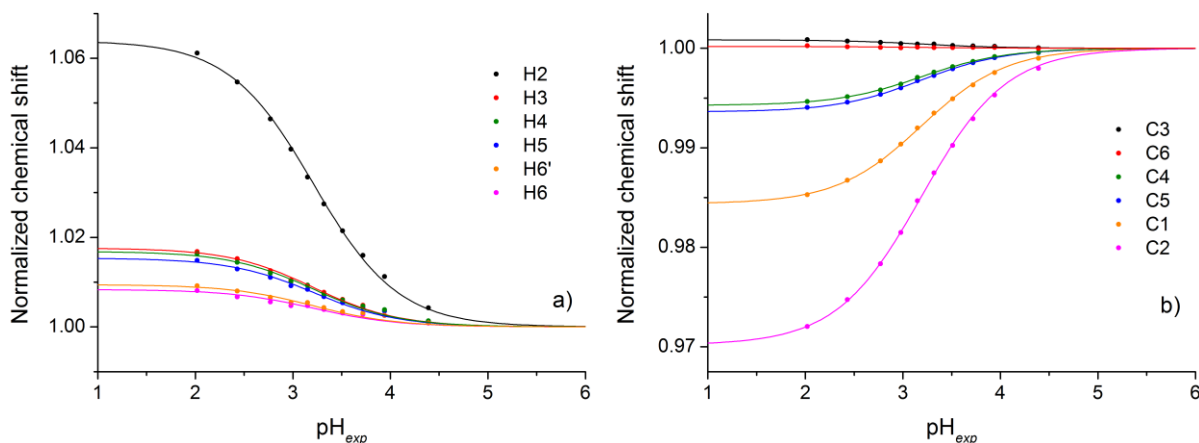 Normalized chemical shift
1.06
1.04
1.02
1.00
H2
H3
H4
H5
H6'
H6
a)
1 2 3 4 5 6
pHexp
Normalized chemical shift
1.00
0.99
0.98
0.97
C3
C6
C4
C5
C1
C2
b)
1 2 3 4 5 6
pHexp